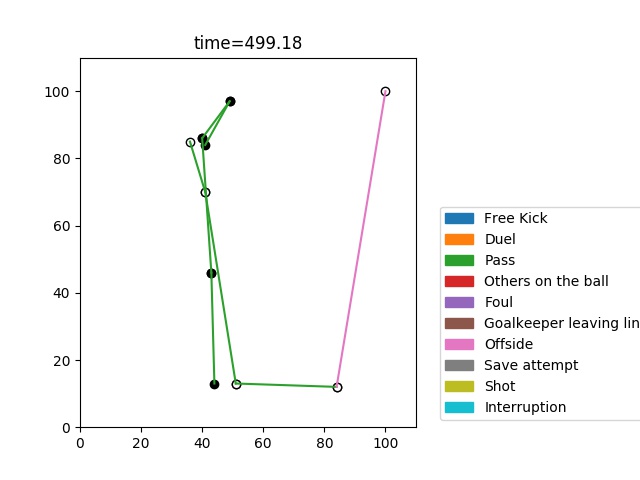 time=499.18
100
80
60
40
20
0
0 20 40 60 80 100
Free Kick
Duel
Pass
Others on the ball
Foul
Goalkeeper leaving lin
Offside
Save attempt
Shot
Interruption